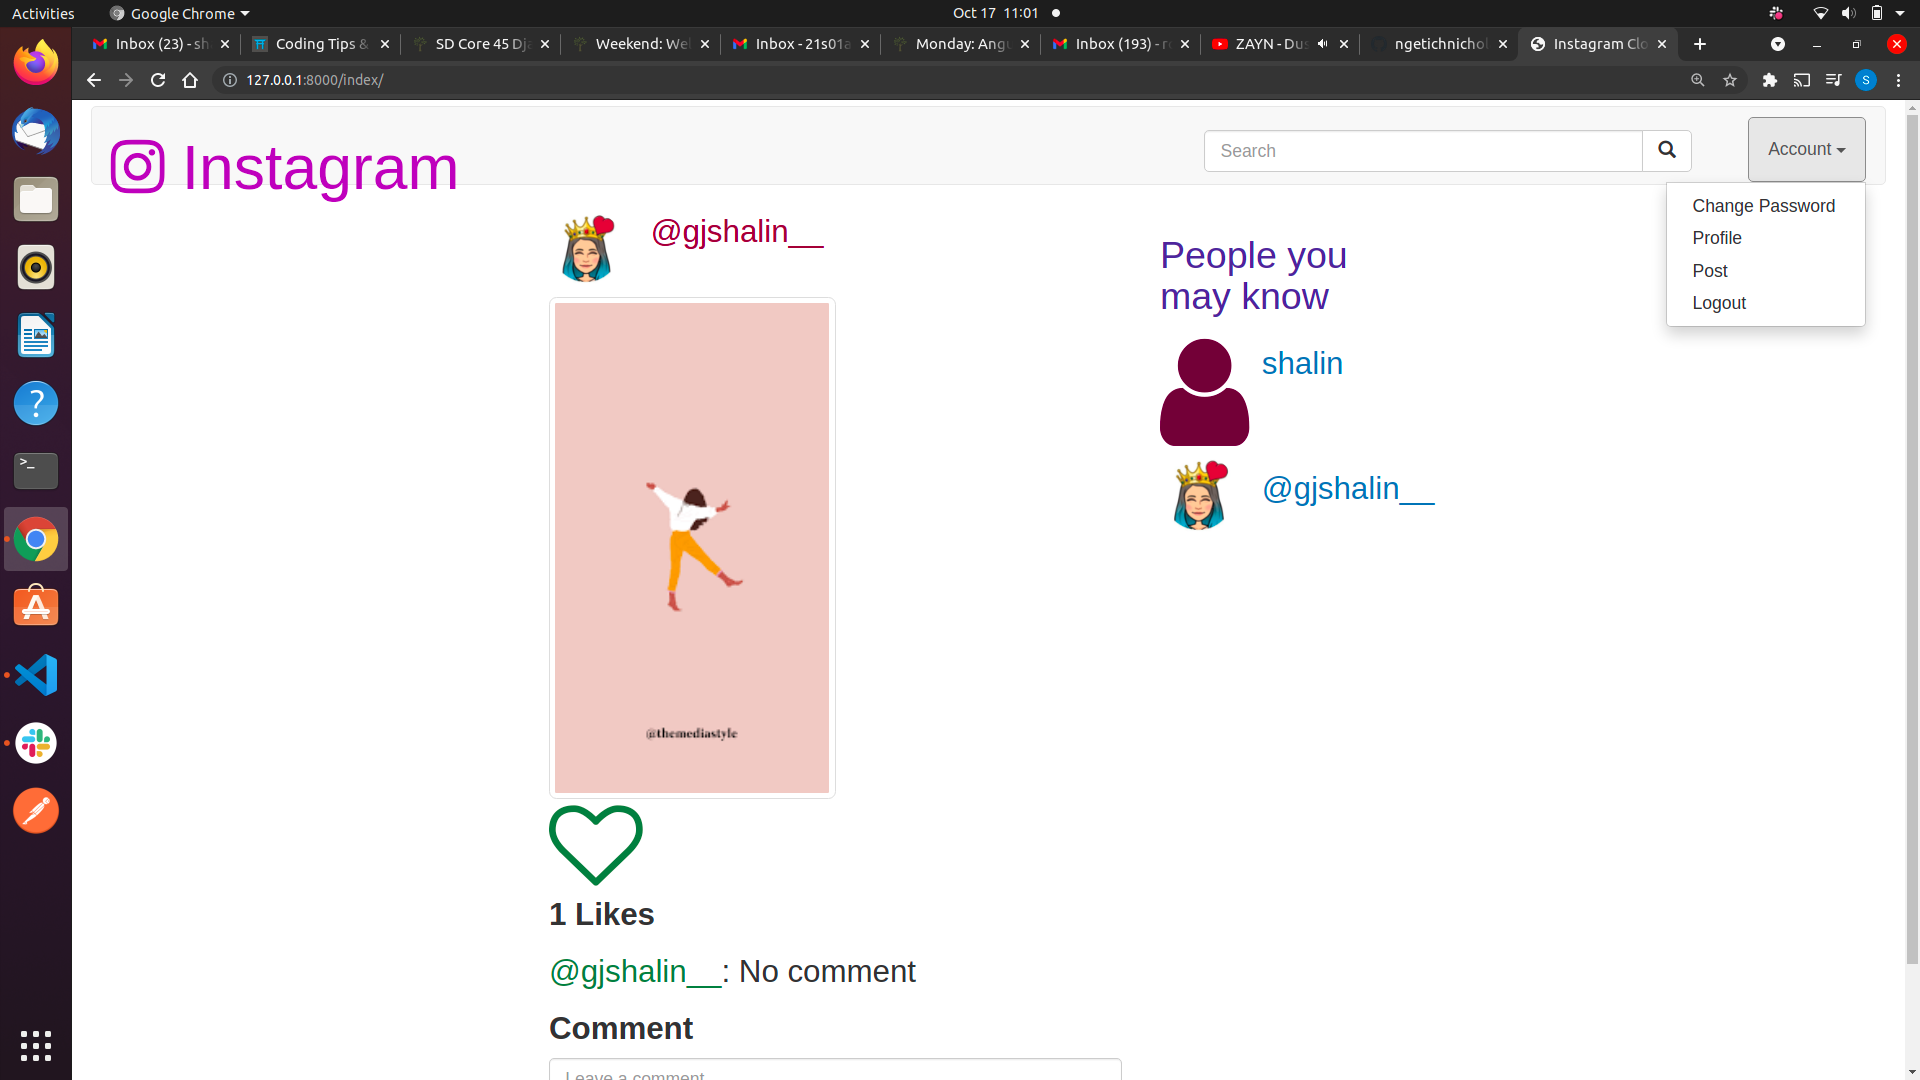 Activities
Google Chrome
Oct 17 11:01
Inbox (23) - sh
Coding Tips &
SD Core 45 Dja
Weekend: Wel
Inbox - 21s01a
Monday: Angu
Inbox (193) - ro
ZAYN - Dus
ngetichnichol
Instagram Clo
127.0.0.1:8000/index/
S
Instagram
Search
Account
Change Password
Profile
Post
Logout
@gjshalin__
People you
may know
shalin
@gjshalin__
@themediastyle
1 Likes
@gjshalin__: No comment
Comment
Leave a comment